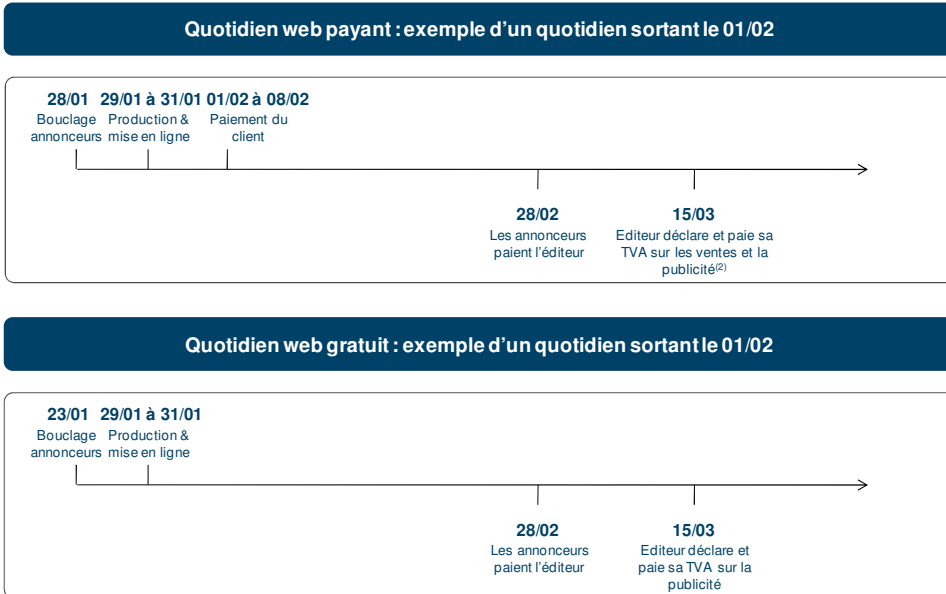 Quotidien web payant : exemple d'un quotidien sortant le 01/02
28/01 29/01 à 31/01 01/02 à 08/02
Bouclage annonceurs
Production & mise en ligne
Paiement du client
28/02
Les annonceurs
paient l'éditeur
15/03
Editeur déclare et paie sa
TVA sur les ventes et la
publicité(2)
Quotidien web gratuit : exemple d'un quotidien sortant le 01/02
23/01 29/01 à 31/01
Bouclage annonceurs
Production & mise en ligne
28/02
Les annonceurs
paient l'éditeur
15/03
Editeur déclare et
paie sa TVA sur la
publicité